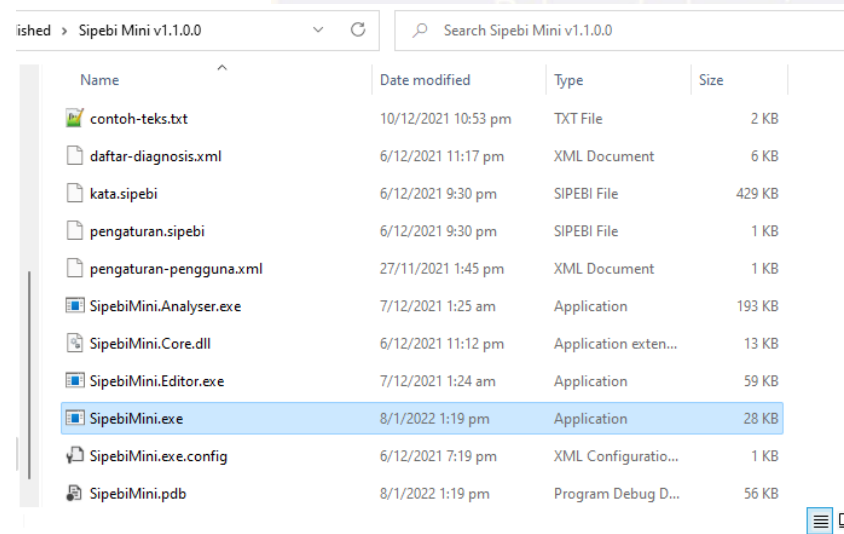 ished > Sipebi Mini v1.1.0.0 Search Sipebi Mini v1.1.0.0
Name Date modified Type Size
contoh-teks.txt 10/12/2021 10:53 pm TXT File 2 KB
daftar-diagnosis.xml 6/12/2021 11:17 pm XML Document 6 KB
kata.sipebi 6/12/2021 9:30 pm SIPEBI File 429 KB
pengaturan.sipebi 6/12/2021 9:30 pm SIPEBI File 1 KB
pengaturan-pengguna.xml 27/11/2021 1:45 pm XML Document 1 KB
SipebiMini.Analyser.exe 7/12/2021 1:25 am Application 193 KB
SipebiMini.Core.dll 6/12/2021 11:12 pm Application exten... 13 KB
SipebiMini.Editor.exe 7/12/2021 1:24 am Application 59 KB
SipebiMini.exe 8/1/2022 1:19 pm Application 28 KB
SipebiMini.exe.config 6/12/2021 7:19 pm XML Configuratio... 1 KB
SipebiMini.pdb 8/1/2022 1:19 pm Program Debug D... 56 KB